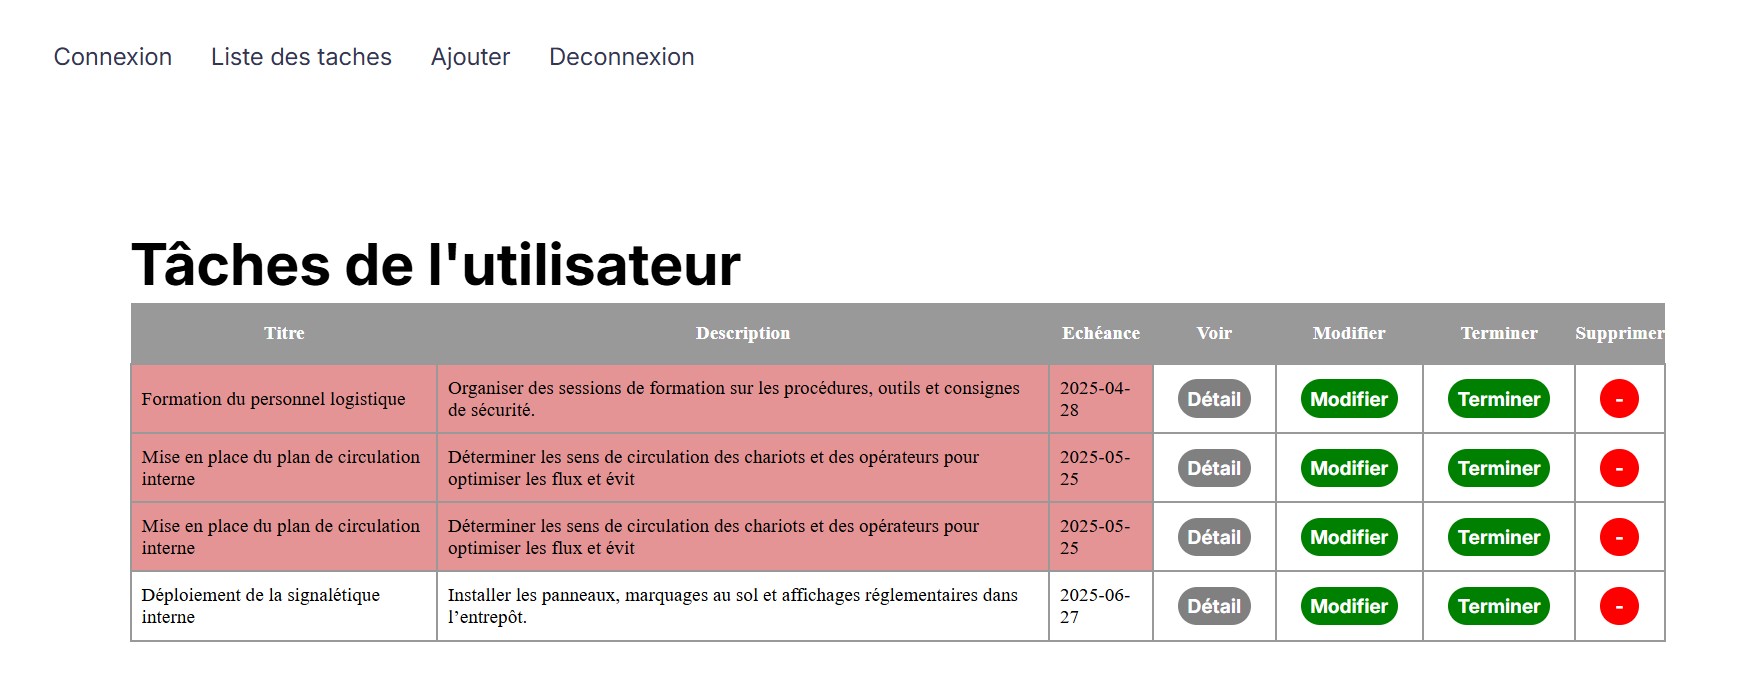 Connexion Liste des taches Ajouter Deconnexion
Tâches de l'utilisateur
Titre Description Echéance Voir Modifier Terminer Supprimer
Formation du personnel logistique
Organiser des sessions de formation sur les procédures, outils et consignes
de sécurité.
2025-04-
28
Détail Modifier Terminer -
Mise en place du plan de circulation
interne
Déterminer les sens de circulation des chariots et des opérateurs pour
optimiser les flux et évit
2025-05-
25
Détail Modifier Terminer -
Mise en place du plan de circulation
interne
Déterminer les sens de circulation des chariots et des opérateurs pour
optimiser les flux et évit
2025-05-
25
Détail Modifier Terminer -
Déploiement de la signalétique
interne
Installer les panneaux, marquages au sol et affichages réglementaires dans
l’entrepôt.
2025-06-
27
Détail Modifier Terminer -